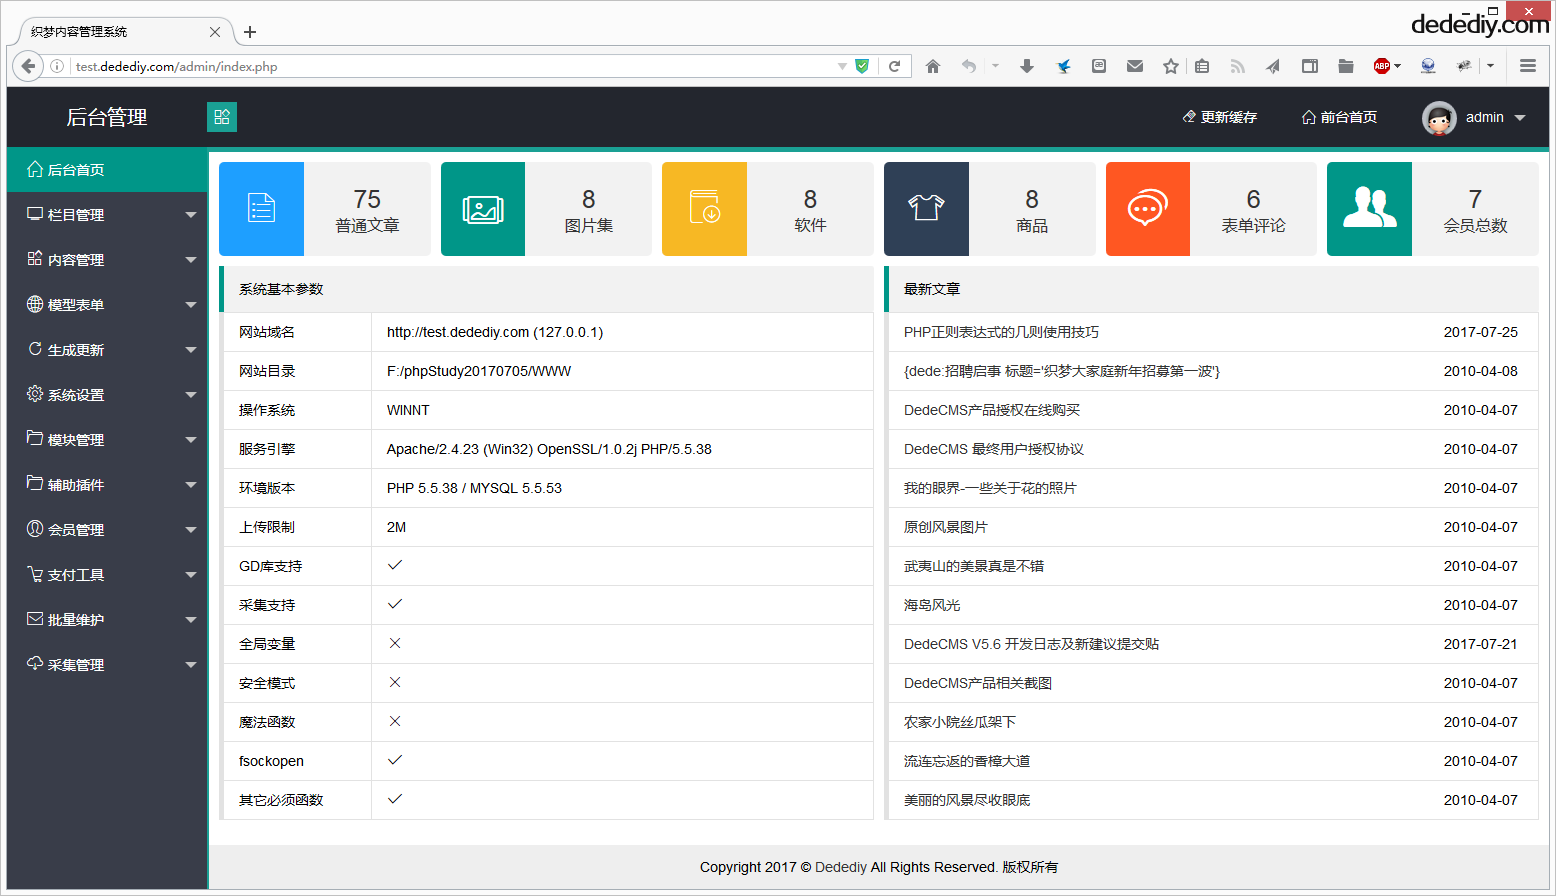 dedediy.com
织梦内容管理系统
test.dedediy.com/admin/index.php
ABP
后台管理
更新缓存
前台首页
admin
后台首页
栏目管理
内容管理
模型表单
生成更新
系统设置
模块管理
辅助插件
会员管理
支付工具
批量维护
采集管理
75
普通文章
8
图片集
8
软件
8
商品
6
表单评论
7
会员总数
系统基本参数
网站域名 http://test.dedediy.com (127.0.0.1)
网站目录 F:/phpStudy20170705/WWW
操作系统 WINNT
服务引擎 Apache/2.4.23 (Win32) OpenSSL/1.0.2j PHP/5.5.38
环境版本 PHP 5.5.38 / MYSQL 5.5.53
上传限制 2M
GD库支持
采集支持
全局变量
安全模式
魔法函数
fsockopen
其它必须函数
最新文章
PHP正则表达式的几则使用技巧 2017-07-25
{dede:招聘启事 标题='织梦大家庭新年招募第一波'} 2010-04-08
DedeCMS产品授权在线购买 2010-04-07
DedeCMS 最终用户授权协议 2010-04-07
我的眼界-一些关于花的照片 2010-04-07
原创风景图片 2010-04-07
武夷山的美景真是不错 2010-04-07
海岛风光 2010-04-07
DedeCMS V5.6 开发日志及新建议提交贴 2017-07-21
DedeCMS产品相关截图 2010-04-07
农家小院丝瓜架下 2010-04-07
流连忘返的香樟大道 2010-04-07
美丽的风景尽收眼底 2010-04-07
Copyright 2017 © Dedediy All Rights Reserved. 版权所有